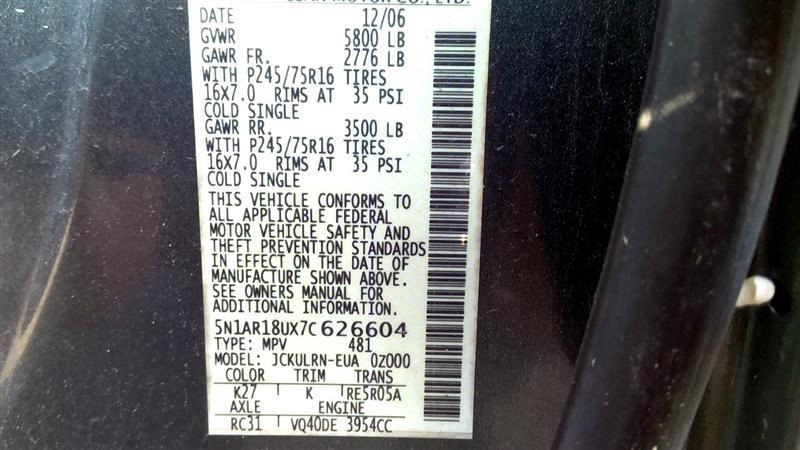 MOTOR CO., LTD.
DATE 12/06
GVWR 5800 LB
GAWR FR. 2776 LB
WITH P245/75R16 TIRES
16x7.0 RIMS AT 35 PSI
COLD SINGLE
GAWR RR. 3500 LB
WITH P245/75R16 TIRES
16x7.0 RIMS AT 35 PSI
COLD SINGLE
THIS VEHICLE CONFORMS TO
ALL APPLICABLE FEDERAL
MOTOR VEHICLE SAFETY AND
THEFT PREVENTION STANDARDS
IN EFFECT ON THE DATE OF
MANUFACTURE SHOWN ABOVE.
SEE OWNERS MANUAL FOR
ADDITIONAL INFORMATION.
5N1AR18UX7C626604
TYPE: MPV 481
MODEL: JCKULRN-EUA 0Z000
COLOR TRIM TRANS
K27 K RE5R05A
AXLE ENGINE
RC31 VQ40DE 3954CC